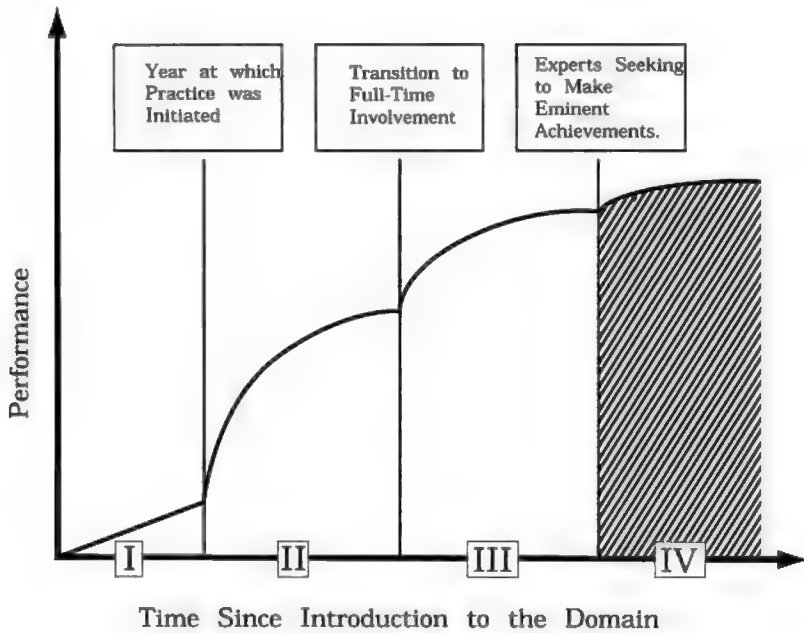 Year at which
Practice was
Initiated
Transition to
Full-Time
Involvement
Experts Seeking
to Make
Eminent
Achievements.
Performance
I
II
III
IV
Time Since Introduction to the Domain